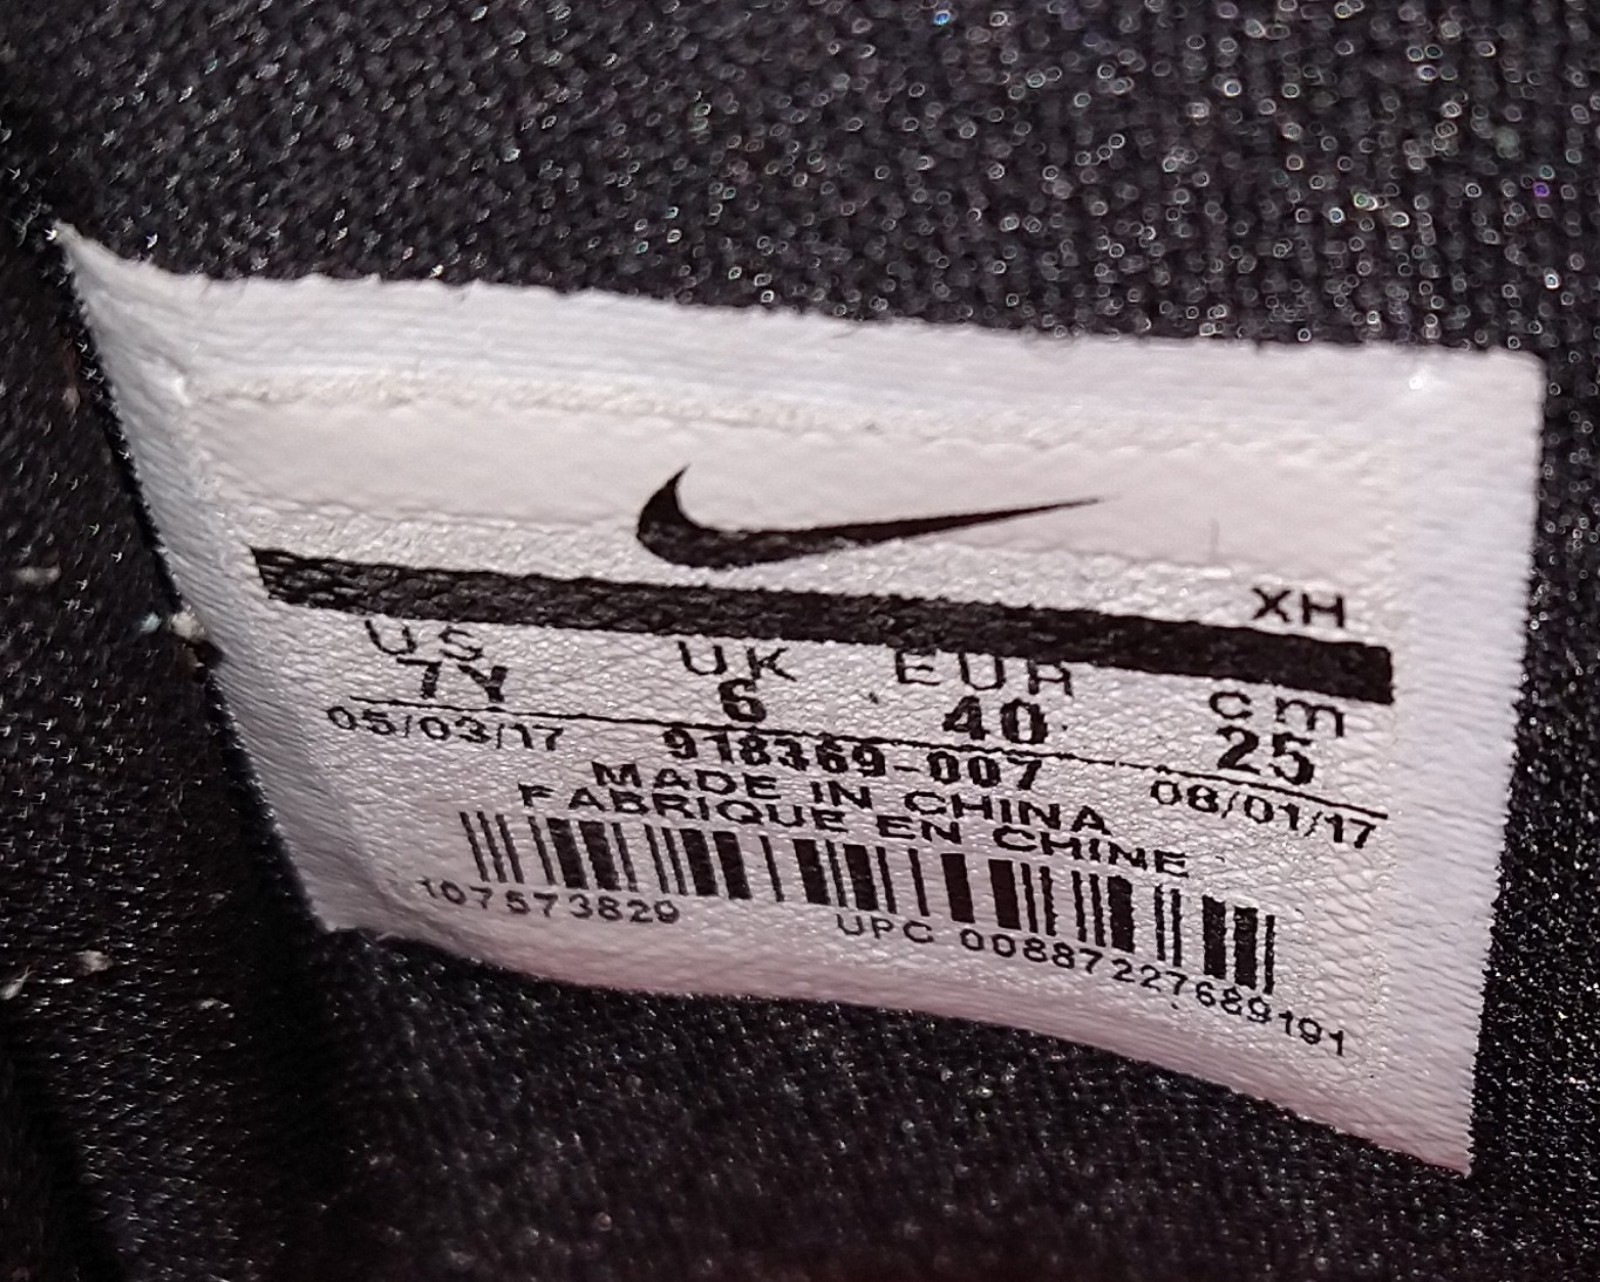 XH
US UK EUR cm
7Y 6 40 25
05/03/17 918369-007 08/01/17
MADE IN CHINA
FABRIQUE EN CHINE
107573829 UPC 00887227689191